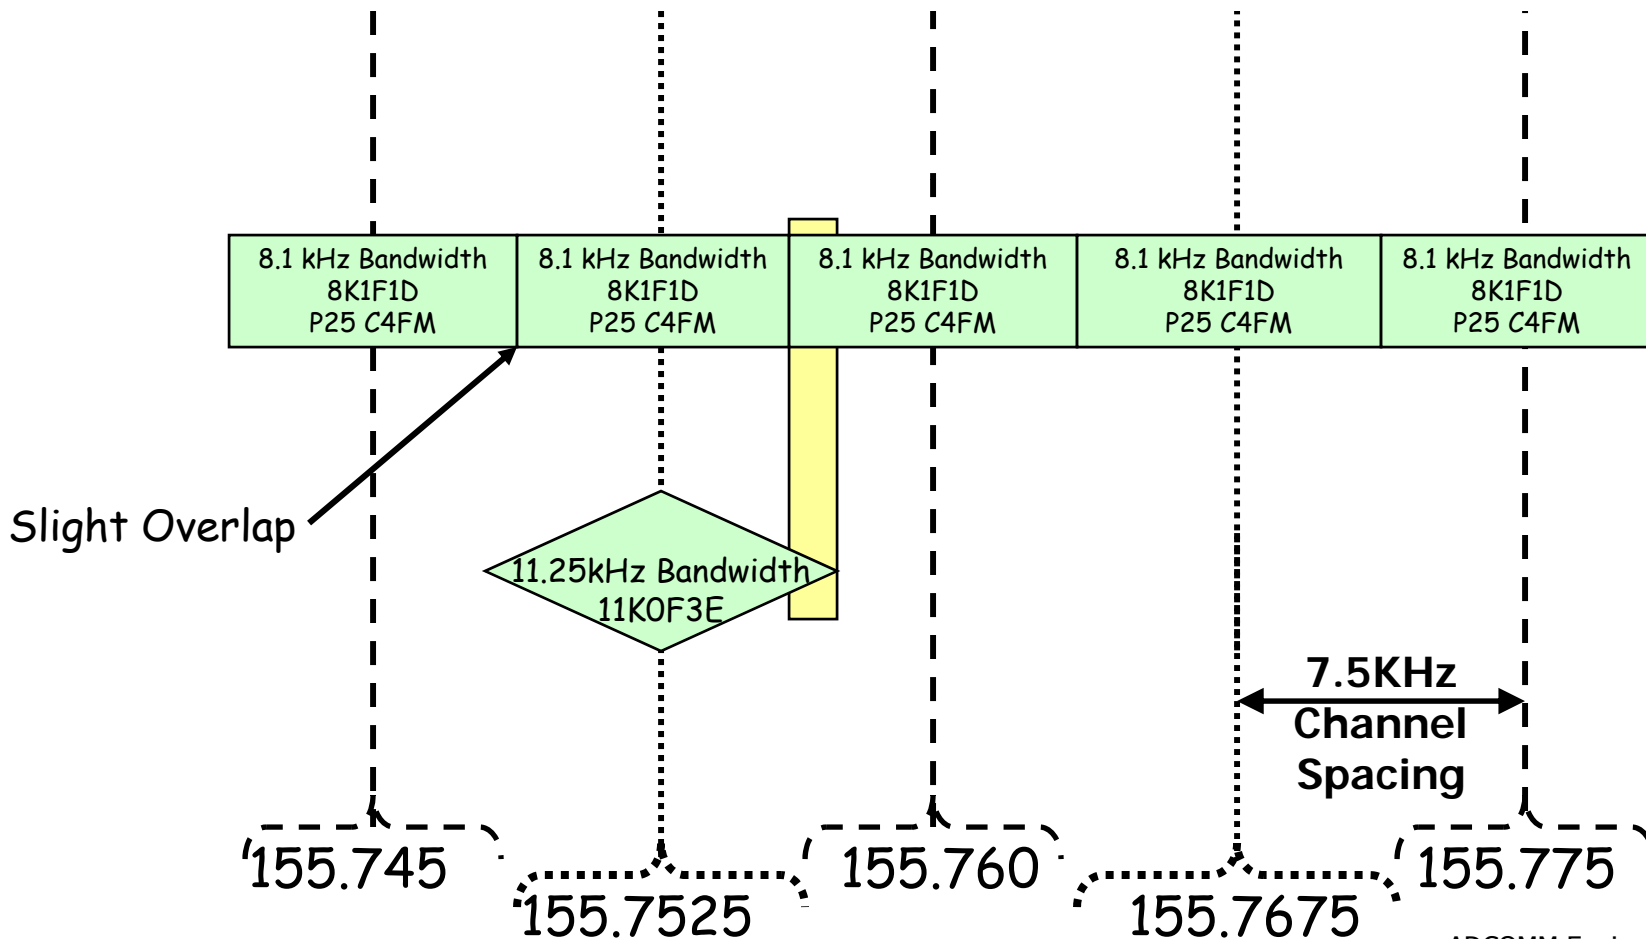 8.1 kHz Bandwidth
8K1F1D
P25 C4FM
8.1 kHz Bandwidth
8K1F1D
P25 C4FM
8.1 kHz Bandwidth
8K1F1D
P25 C4FM
8.1 kHz Bandwidth
8K1F1D
P25 C4FM
8.1 kHz Bandwidth
8K1F1D
P25 C4FM
Slight Overlap
11.25kHz Bandwidth
11K0F3E
7.5KHz
Channel
Spacing
155.745
155.7525
155.760
155.7675
155.775